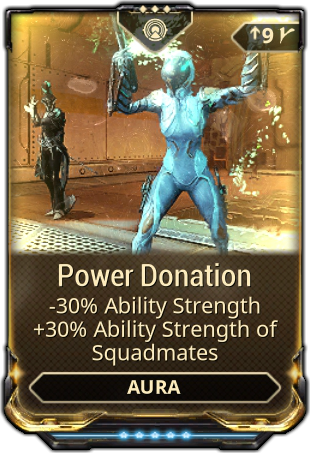 9
Power Donation
-30% Ability Strength
+30% Ability Strength of
Squadmates
AURA